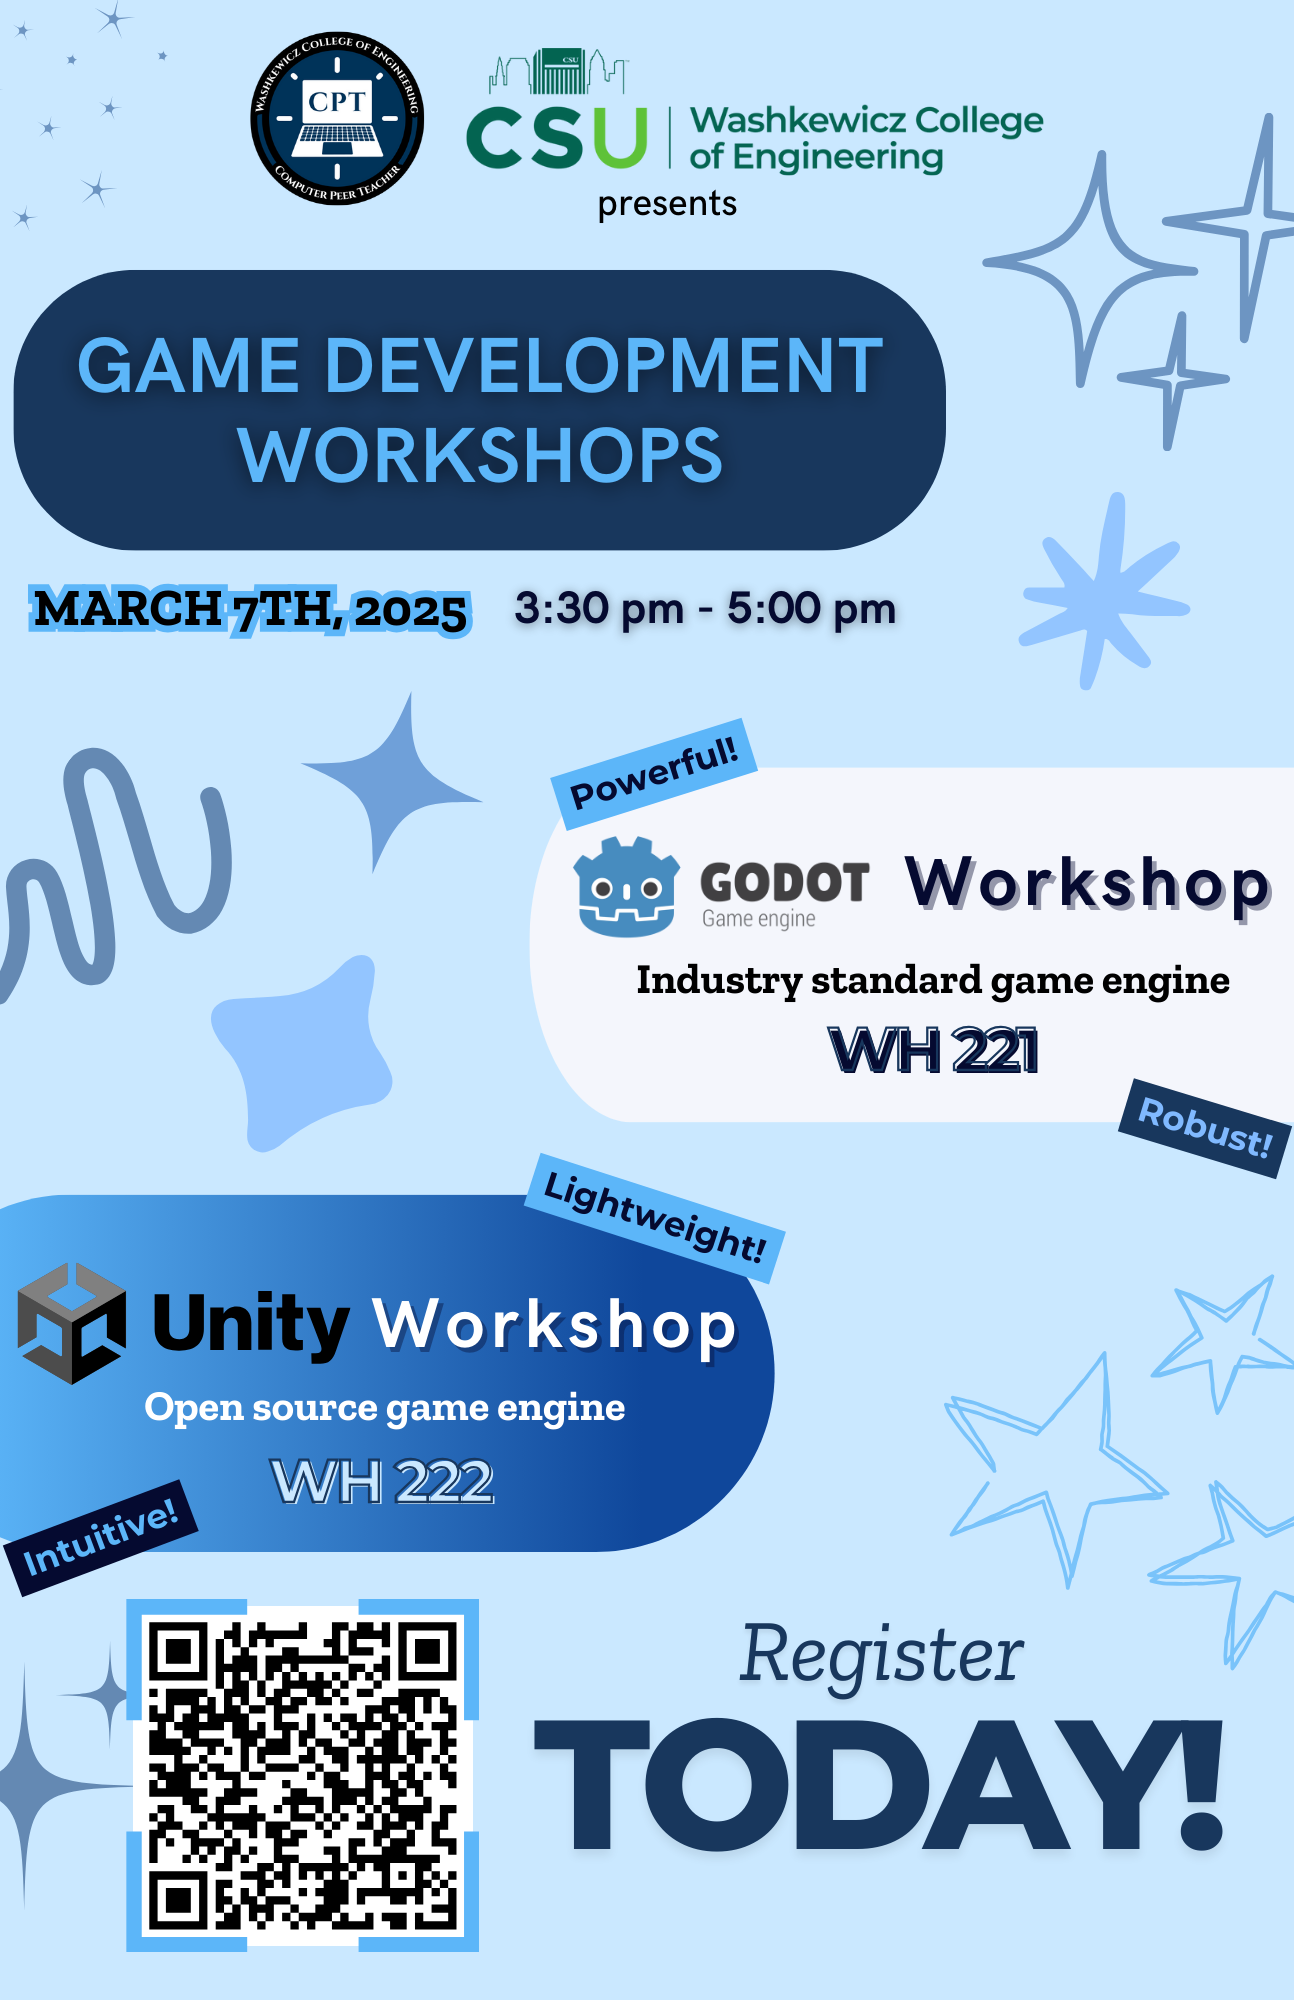 WASHKEWICZ COLLEGE OF ENGINEERING
CPT
COMPUTER PEER TEACHER
CSU
CSU
Washkewicz College
of Engineering
presents
GAME DEVELOPMENT
WORKSHOPS
MARCH 7TH, 2025 3:30 pm - 5:00 pm
Powerful!
GODOT Workshop
Game engine
Industry standard game engine
WH 221
Robust!
Lightweight!
Unity Workshop
Open source game engine
WH 222
Intuitive!
Register
TODAY!